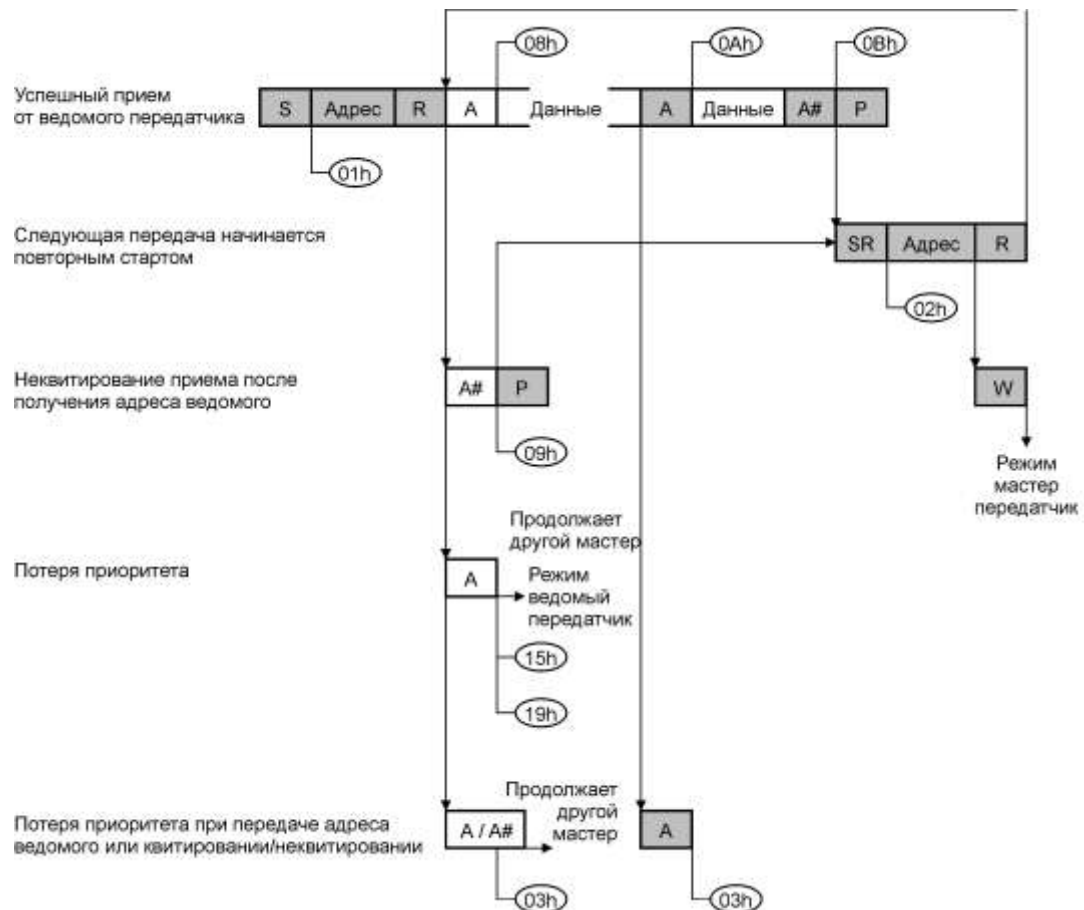 08h
0Ah
0Bh
Успешный прием
от ведомого передатчика
S Адрес R A Данные A Данные A# P
01h
Следующая передача начинается
повторным стартом
SR Адрес R
02h
Неквитирование приема после
получения адреса ведомого
A# P
W
09h
Режим
мастер
передатчик
Продолжает
другой мастер
Потеря приоритета
A
Режим
ведомый
передатчик
15h
19h
Продолжает
другой
мастер
Потеря приоритета при передаче адреса
ведомого или квитировании/неквитировании
A / A#
A
03h
03h